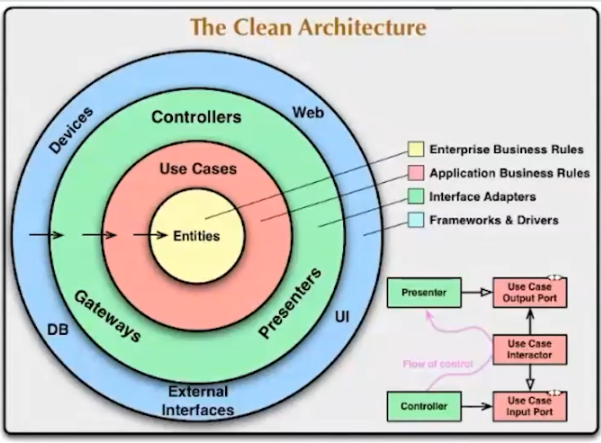 The Clean Architecture
Devices
Web
Controllers
Use Cases
Entities
Gateways
Presenters
DB
UI
External
Interfaces
Enterprise Business Rules
Application Business Rules
Interface Adapters
Frameworks & Drivers
Presenter
Use Case
Output Port
Use Case
Interactor
Flow of control
Controller
Use Case
Input Port